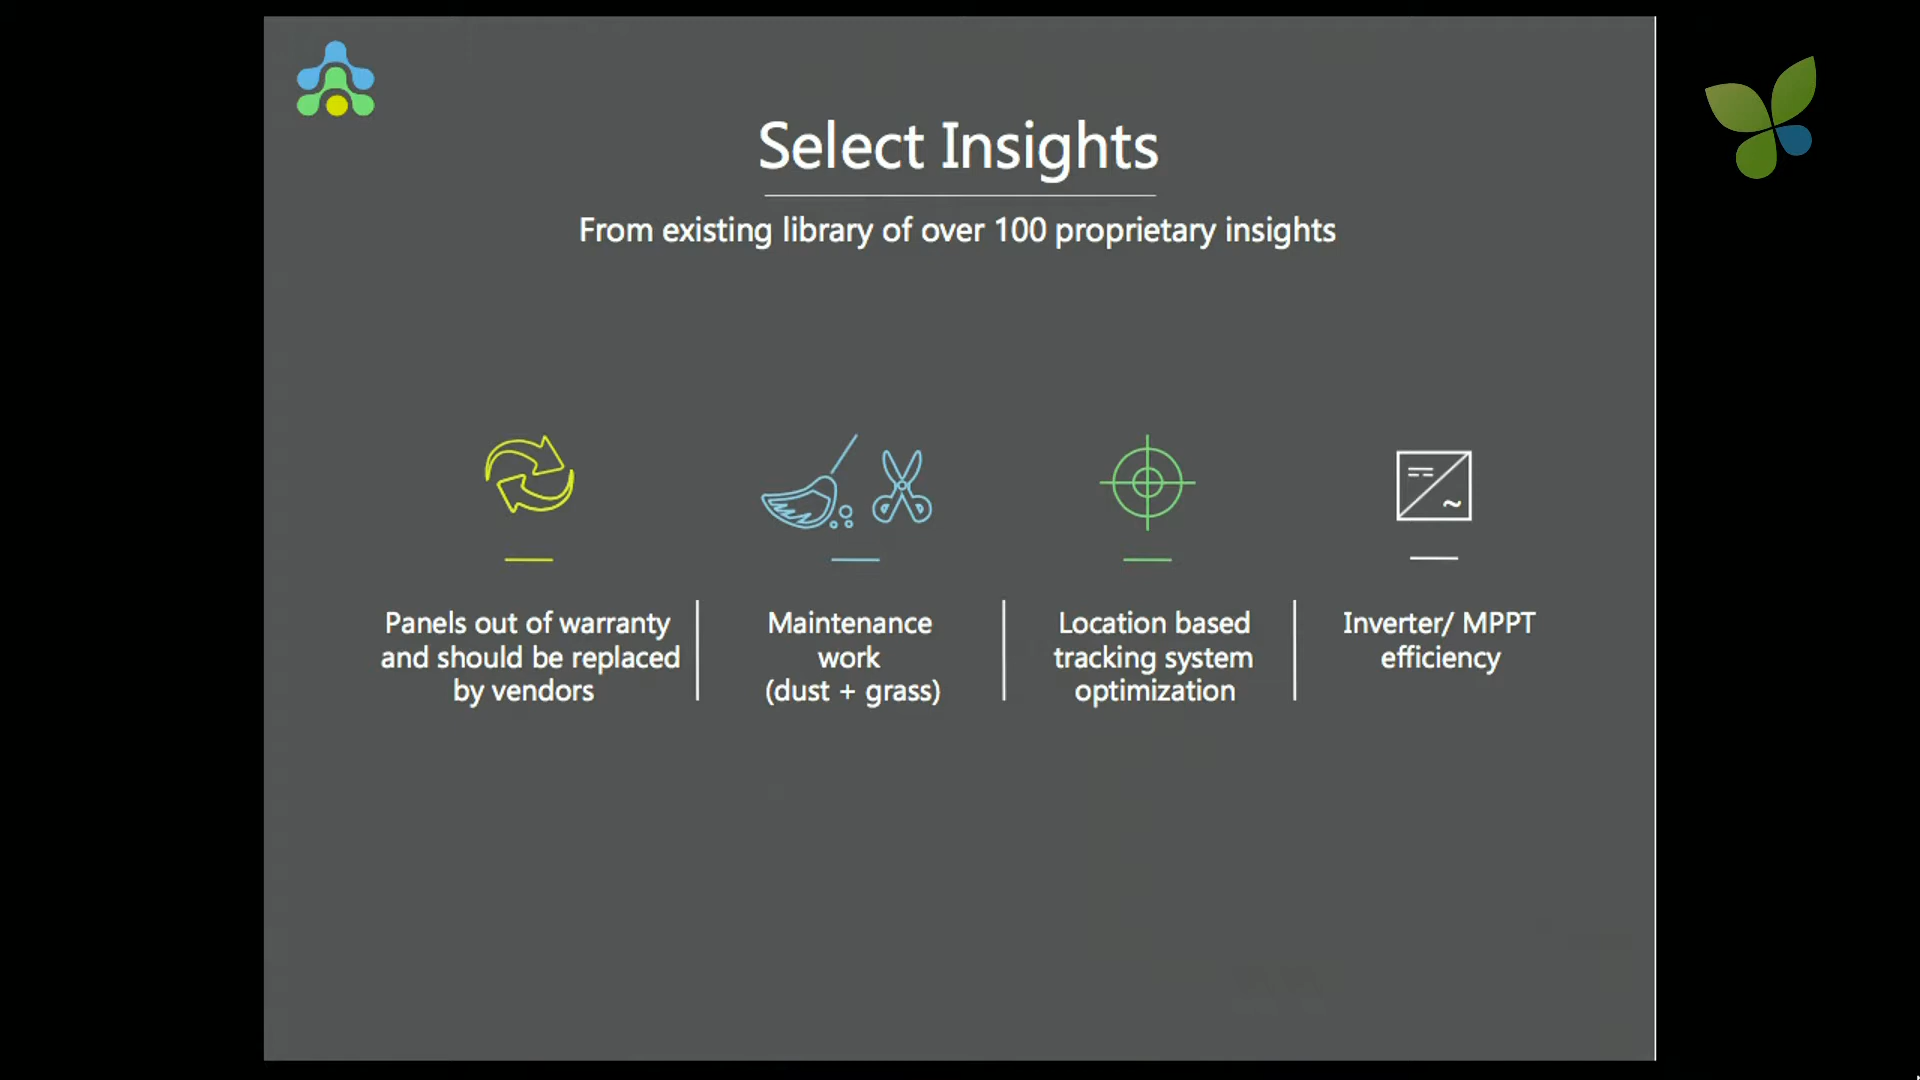 Select Insights
From existing library of over 100 proprietary insights
Panels out of warranty
and should be replaced
by vendors
Maintenance
work
(dust + grass)
Location based
tracking system
optimization
Inverter/ MPPT
efficiency